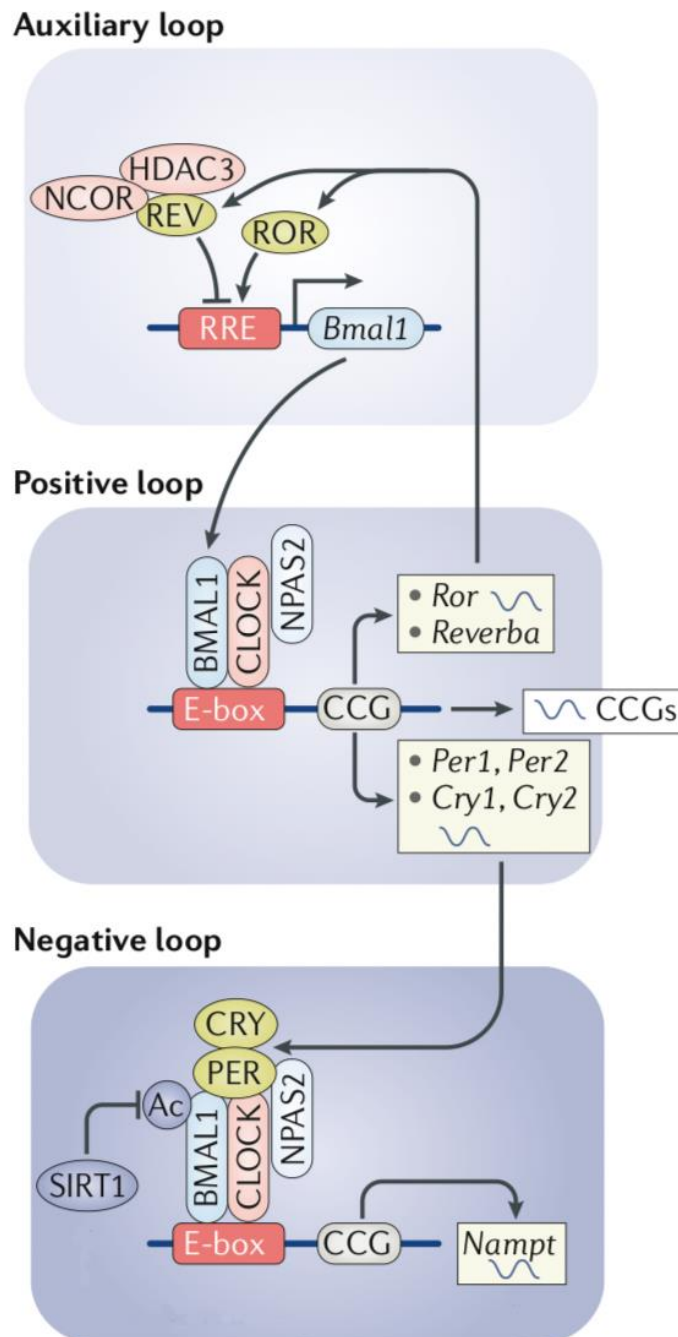 Auxiliary loop
HDAC3
NCOR
REV
ROR
RRE
Bmal1
Positive loop
BMAL1
CLOCK
NPAS2
• Ror
• Reverba
E-box
CCG
CCGs
• Per1, Per2
• Cry1, Cry2
Negative loop
CRY
PER
Ac
BMAL1
CLOCK
NPAS2
SIRT1
E-box
CCG
Nampt